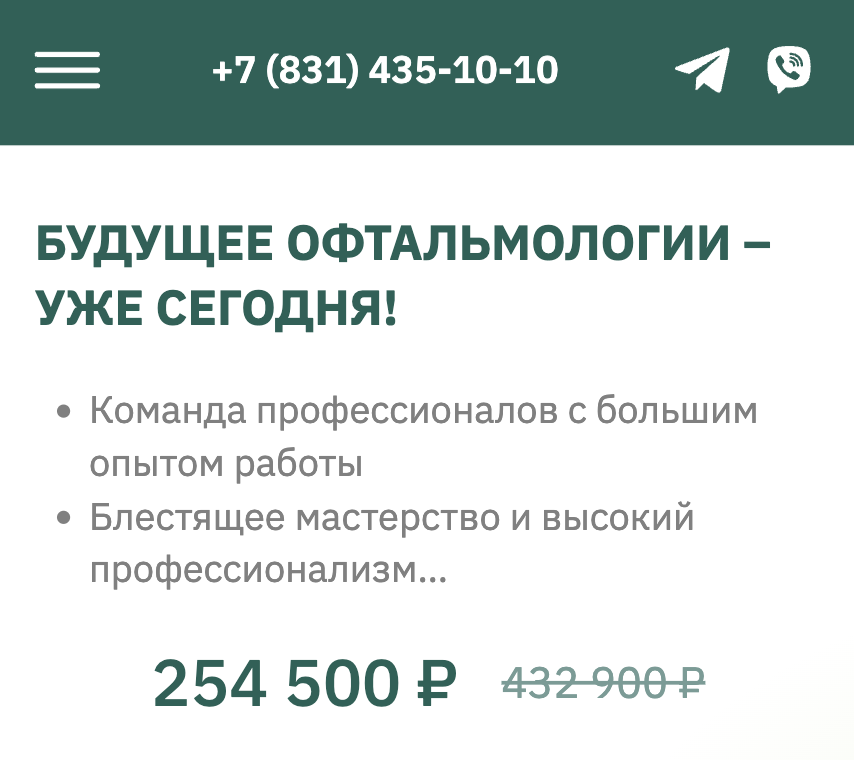 +7 (831) 435-10-10
БУДУЩЕЕ ОФТАЛЬМОЛОГИИ –
УЖЕ СЕГОДНЯ!
• Команда профессионалов с большим
опытом работы
• Блестящее мастерство и высокий
профессионализм...
254 500 ₽ 432 900 ₽